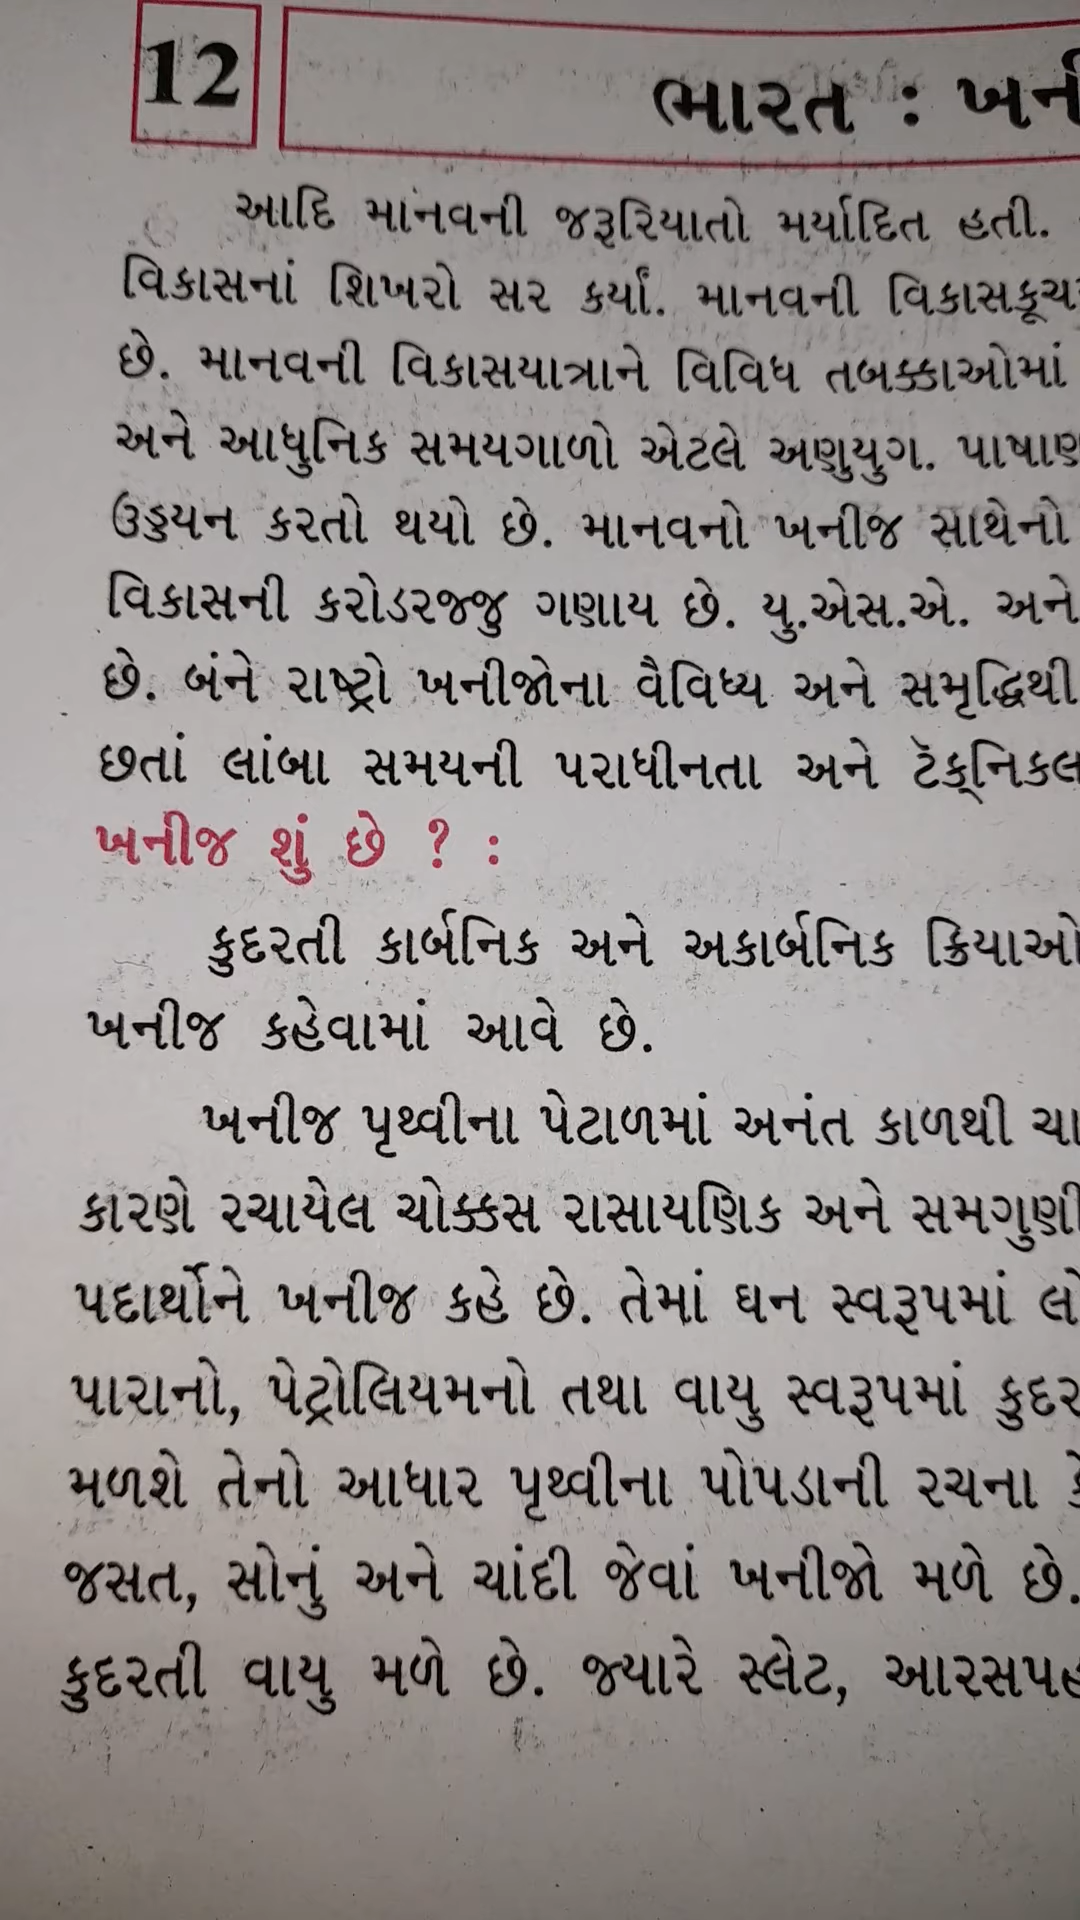 12
ભારત : ખની
આદિ માનવની જરૂરિયાતો મર્યાદિત હતી.
વિકાસનાં શિખરો સર કર્યાં. માનવની વિકાસકૂચ
છે. માનવની વિકાસયાત્રાને વિવિધ તબક્કાઓમાં
અને આધુનિક સમયગાળો એટલે અણુયુગ. પાષાણ
ઉડ્ડયન કરતો થયો છે. માનવનો ખનીજ સાથેનો
વિકાસની કરોડરજ્જુ ગણાય છે. યુ.એસ.એ. અને
છે. બંને રાષ્ટ્રો ખનીજોના વૈવિધ્ય અને સમૃદ્ધિથી
છતાં લાંબા સમયની પરાધીનતા અને ટૅક્નિકલ
ખનીજ શું છે ? :
કુદરતી કાર્બનિક અને અકાર્બનિક ક્રિયાઓ
ખનીજ કહેવામાં આવે છે.
ખનીજ પૃથ્વીના પેટાળમાં અનંત કાળથી ચા
કારણે રચાયેલ ચોક્કસ રાસાયણિક અને સમગુણી
પદાર્થોને ખનીજ કહે છે. તેમાં ઘન સ્વરૂપમાં લો
પારાનો, પેટ્રોલિયમનો તથા વાયુ સ્વરૂપમાં કુદર
મળશે તેનો આધાર પૃથ્વીના પોપડાની રચના
જસત, સોનું અને ચાંદી જેવાં ખનીજો મળે છે.
કુદરતી વાયુ મળે છે. જ્યારે સ્લેટ, આરસપહ